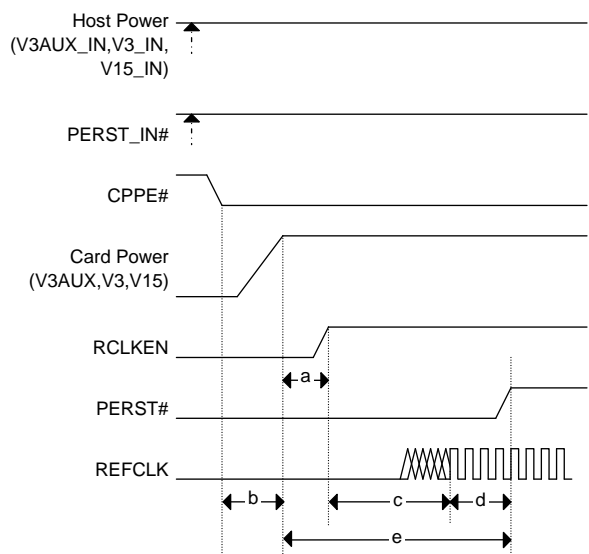 Host Power
(V3AUX_IN,V3_IN,
V15_IN)
PERST_IN#
CPPE#
Card Power
(V3AUX,V3,V15)
RCLKEN
a
PERST#
REFCLK
b
c
d
e